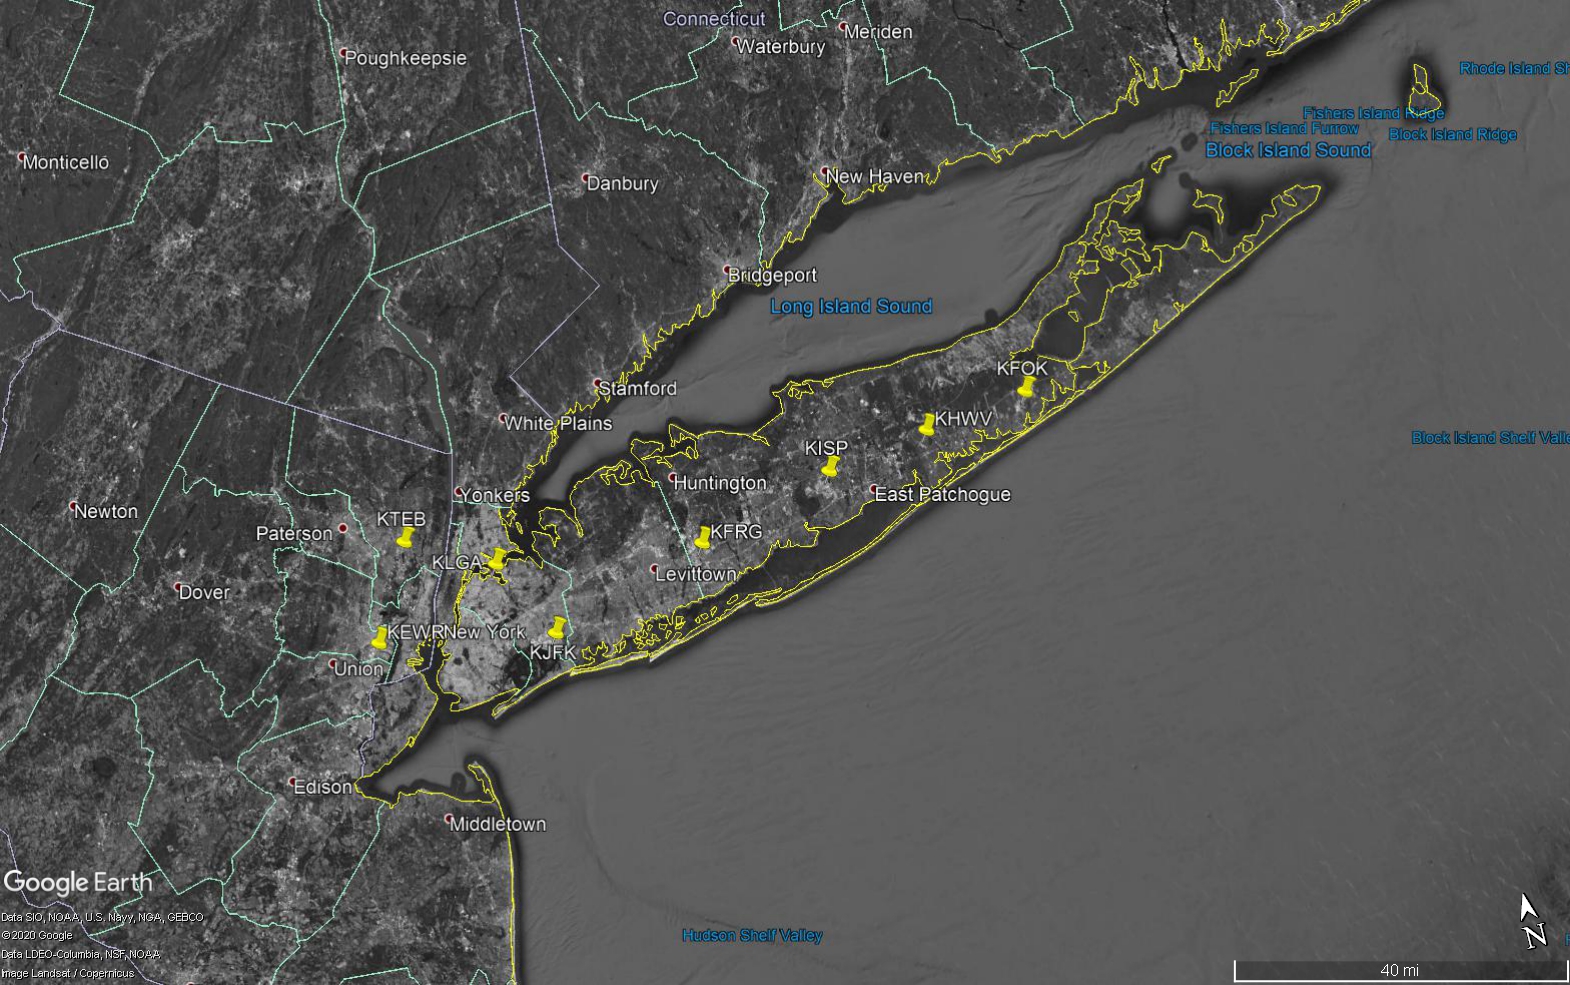 Connecticut
Meriden
Waterbury
Poughkeepsie
Rhode Island Sh
Fishers Island Ridge
Fishers Island Furrow
Block Island Ridge
Block Island Sound
Monticello
Danbury
New Haven
Bridgeport
Long Island Sound
KFOK
Stamford
White Plains
KHWV
Block Island Shelf Valle
KISP
Huntington
East Patchogue
Yonkers
Newton
KTEB
Paterson
KFRG
KLGA
Levittown
Dover
KEWR
New York
KJFK
Union
Edison
Middletown
Google Earth
Data SIO, NOAA, U.S. Navy, NGA, GEBCO
©2020 Google
Data LDEO-Columbia, NSF, NOAA
Image Landsat / Copernicus
Hudson Shelf Valley
N
40 mi